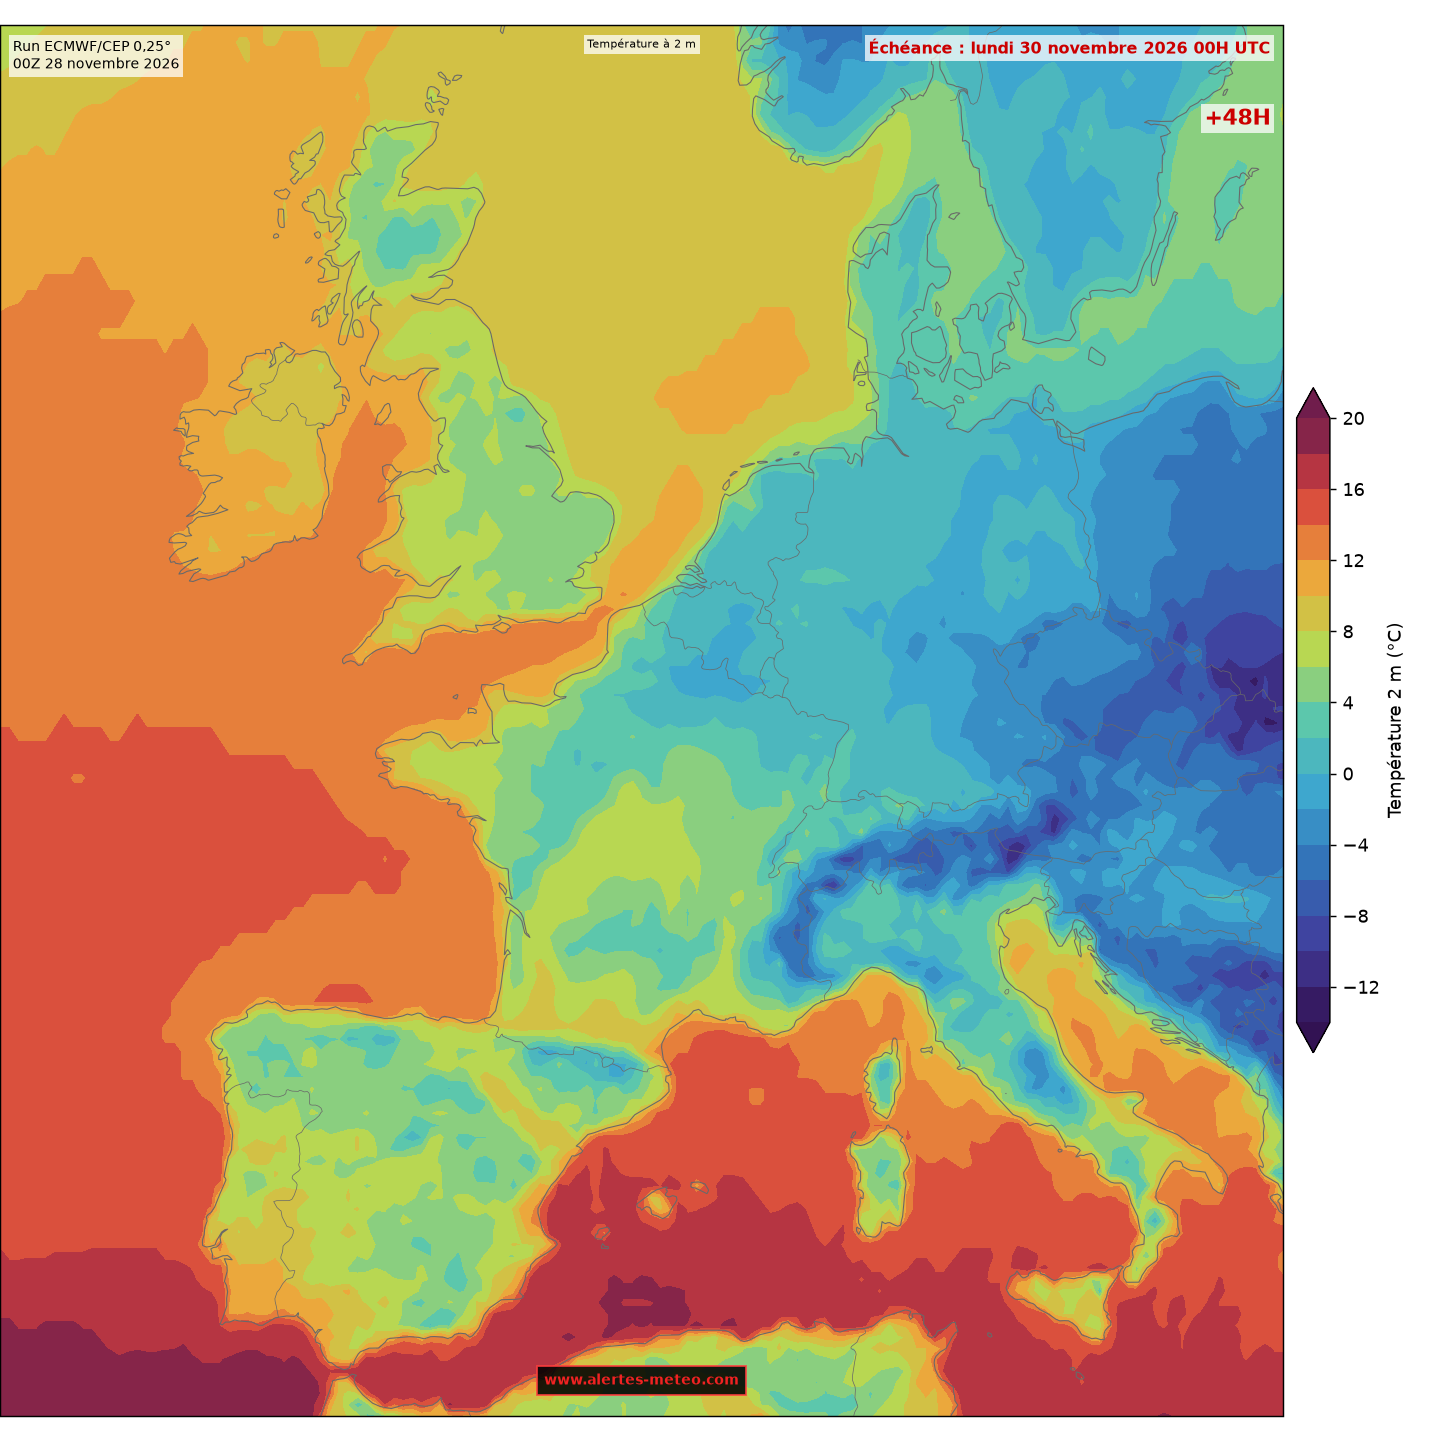 Run ECMWF/CEP 0,25°
00Z 28 novembre 2026
Température à 2 m
Échéance : lundi 30 novembre 2026 00H UTC
+48H
20
16
12
8
4
0
−4
−8
−12
Température 2 m (°C)
www.alertes-meteo.com